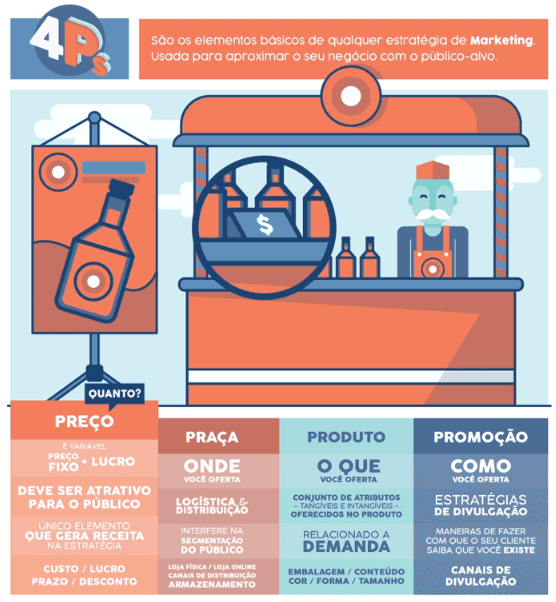 4Ps
São os elementos básicos de qualquer estratégia de Marketing.
Usada para aproximar o seu negócio com o público-alvo.
$
QUANTO?
PREÇO
É VARIÁVEL
PREÇO FIXO + LUCRO
DEVE SER ATRATIVO
PARA O PÚBLICO
ÚNICO ELEMENTO
QUE GERA RECEITA
NA ESTRATÉGIA
CUSTO / LUCRO
PRAZO / DESCONTO
PRAÇA
ONDE
VOCÊ OFERTA
LOGÍSTICA &
DISTRIBUIÇÃO
INTERFERE NA
SEGMENTAÇÃO
DO PÚBLICO
LOJA FÍSICA / LOJA ONLINE
CANAIS DE DISTRIBUIÇÃO
ARMAZENAMENTO
PRODUTO
O QUE
VOCÊ OFERTA
CONJUNTO DE ATRIBUTOS
- TANGÍVEIS E INTANGÍVEIS -
OFERECIDOS NO PRODUTO
RELACIONADO A
DEMANDA
EMBALAGEM / CONTEÚDO
COR / FORMA / TAMANHO
PROMOÇÃO
COMO
VOCÊ OFERTA
ESTRATÉGIAS
DE DIVULGAÇÃO
MANEIRAS DE FAZER
COM QUE O SEU CLIENTE
SAIBA QUE VOCÊ EXISTE
CANAIS DE
DIVULGAÇÃO